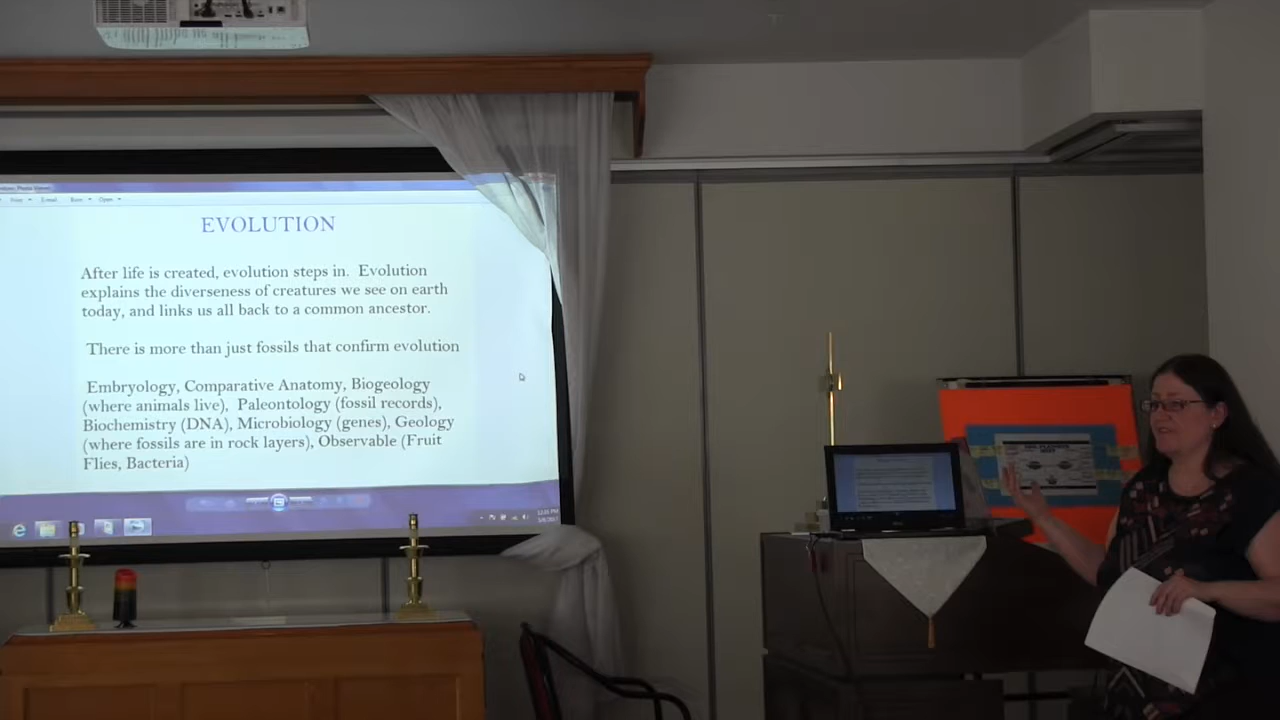 EVOLUTION
After life is created, evolution steps in. Evolution
explains the diverseness of creatures we see on earth
today, and links us all back to a common ancestor.
There is more than just fossils that confirm evolution
Embryology, Comparative Anatomy, Biogeology
(where animals live), Paleontology (fossil records),
Biochemistry (DNA), Microbiology (genes), Geology
(where fossils are in rock layers), Observable (Fruit
Flies, Bacteria)